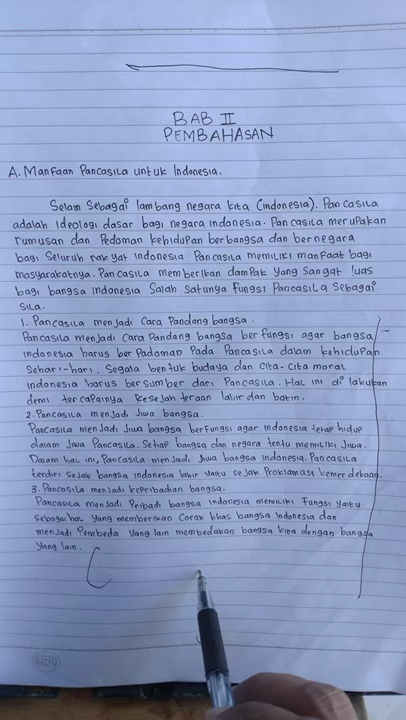 BAB II
PEMBAHASAN
A. Manfaan Pancasila untuk Indonesia.
Selain Sebagai lambang negara kita (indonesia). Pancasila
adalah Ideologi dasar bagi negara indonesia. Pancasila merupakan
rumusan dan Pedoman kehidupan berbangsa dan bernegara
bagi Seluruh rakyat indonesia Pancasila memiliki manfaat bagi
masyarakatnya. Pancasila memberikan dampak yang sangat luas
bagi bangsa indonesia Salah Satunya Fungsi Pancasila Sebagai
Sila.
1. Pancasila menjadi Cara Pandang bangsa.
Pancasila menjadi Cara Pandang bangsa berfungsi agar bangsa
indonesia harus berPadoman Pada Pancasila dalam kehidupan
Sehari-hari. Segala bentuk budaya dan Cita-Cita moral
indonesia harus bersumber dari Pancasila. Hal ini di lakukan
demi tercapainya Kesejahteraan lahir dan batin.
2. Pancasila menjadi Jiwa bangsa.
Pancasila menjadi Jiwa bangsa berFungsi agar indonesia tetap hidup
dalam Jiwa Pancasila. Setiap bangsa dan negara tentu memiliki Jiwa.
Dalam hal ini, Pancasila menjadi Jiwa bangsa indonesia. Pancasila
terdiri Sejak bangsa indonesia lahir yaitu sejak Proklamasi kemerdekaan.
3. Pancasila menjadi kepribadian bangsa.
Pancasila menjadi Pribadi bangsa indonesia memiliki Fungsi yaitu
Sebagai hal yang memberikan Corak khas bangsa indonesia dan
menjadi Pembeda yang lain membedakan bangsa kita dengan bangsa
yang lain.